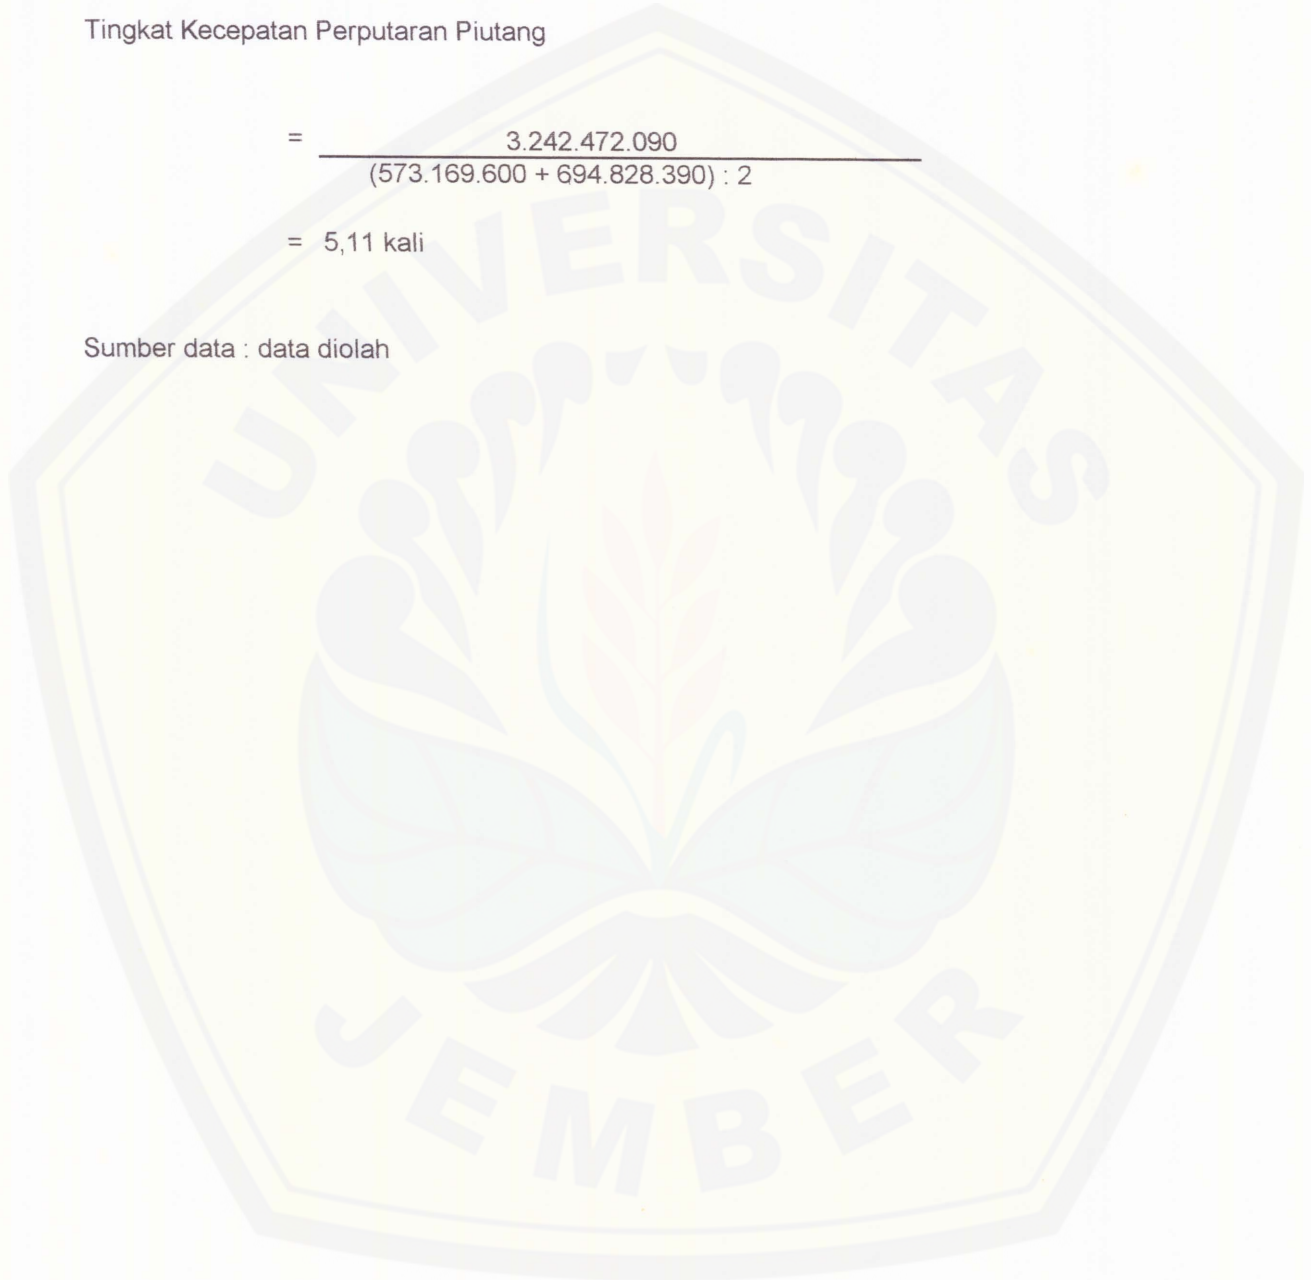 Tingkat Kecepatan Perputaran Piutang
= 3.242.472.090
(573.169.600 + 694.828.390) : 2
= 5,11 kali
Sumber data : data diolah
UNIVERSITAS
JEMBER